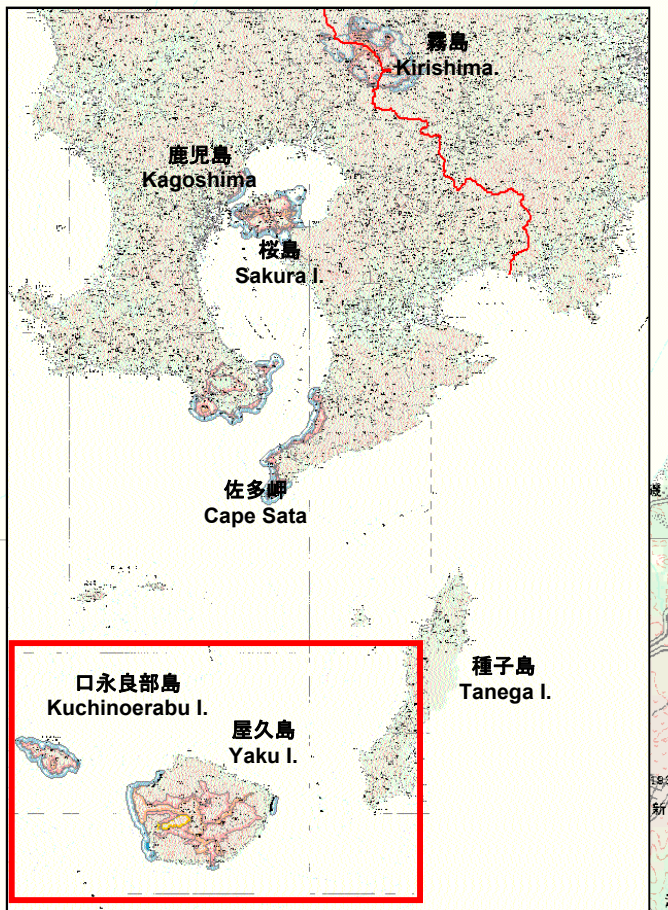 霧島
Kirishima.
鹿児島
Kagoshima
桜島
Sakura I.
佐多岬
Cape Sata
種子島
Tanega I.
口永良部島
Kuchinoerabu I.
屋久島
Yaku I.
新